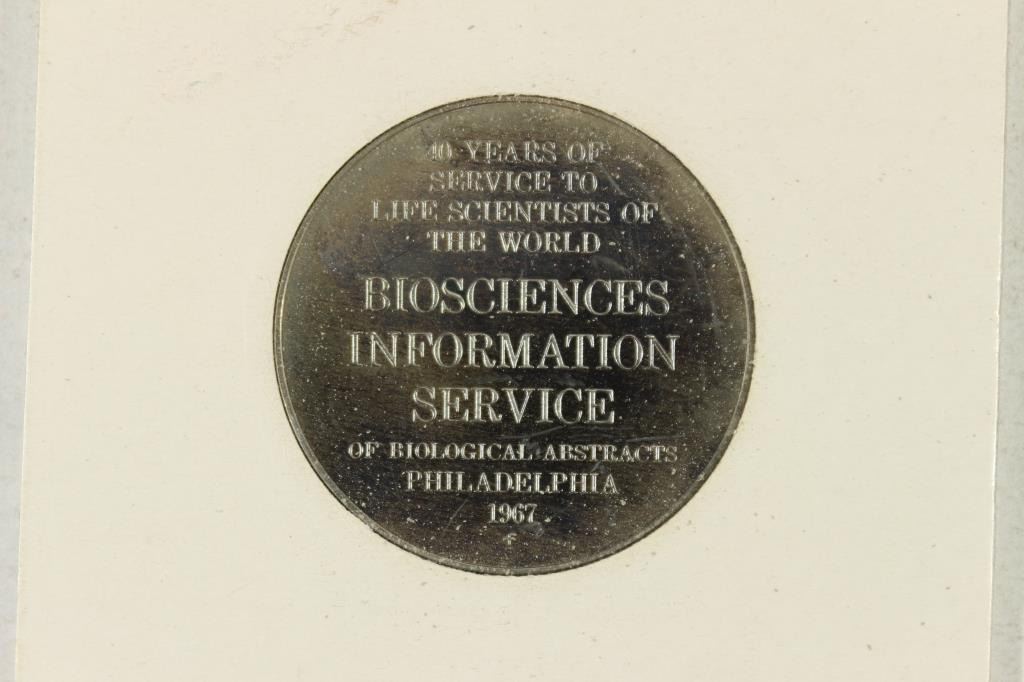 40 YEARS OF
SERVICE TO
LIFE SCIENTISTS OF
THE WORLD
BIOSCIENCES
INFORMATION
SERVICE
OF BIOLOGICAL ABSTRACTS
PHILADELPHIA
1967
F